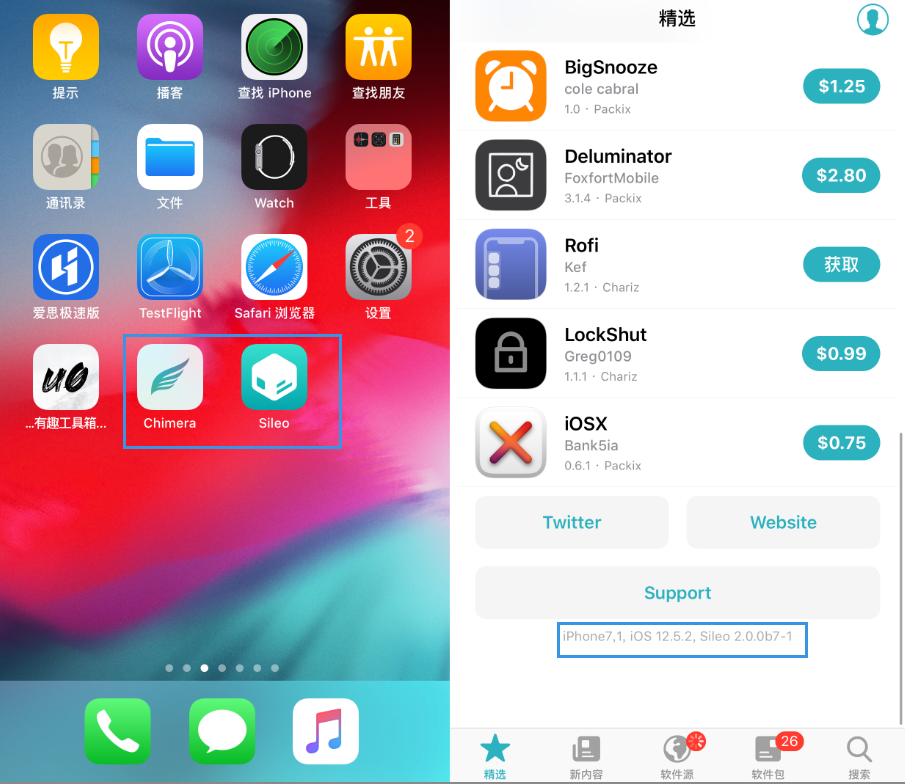 提示
播客
查找 iPhone
查找朋友
通讯录
文件
Watch
工具
爱思极速版
TestFlight
Safari 浏览器
2
设置
u0
...有趣工具箱...
Chimera
Sileo
精选
BigSnooze
cole cabral
1.0 · Packix
$1.25
Deluminator
FoxfortMobile
3.1.4 · Packix
$2.80
Rofi
Kef
1.2.1 · Chariz
获取
LockShut
Greg0109
1.1.1 · Chariz
$0.99
iOSX
Bank5ia
0.6.1 · Packix
$0.75
Twitter
Website
Support
iPhone7,1, iOS 12.5.2, Sileo 2.0.0b7-1
精选
新内容
软件源
26
软件包
搜索